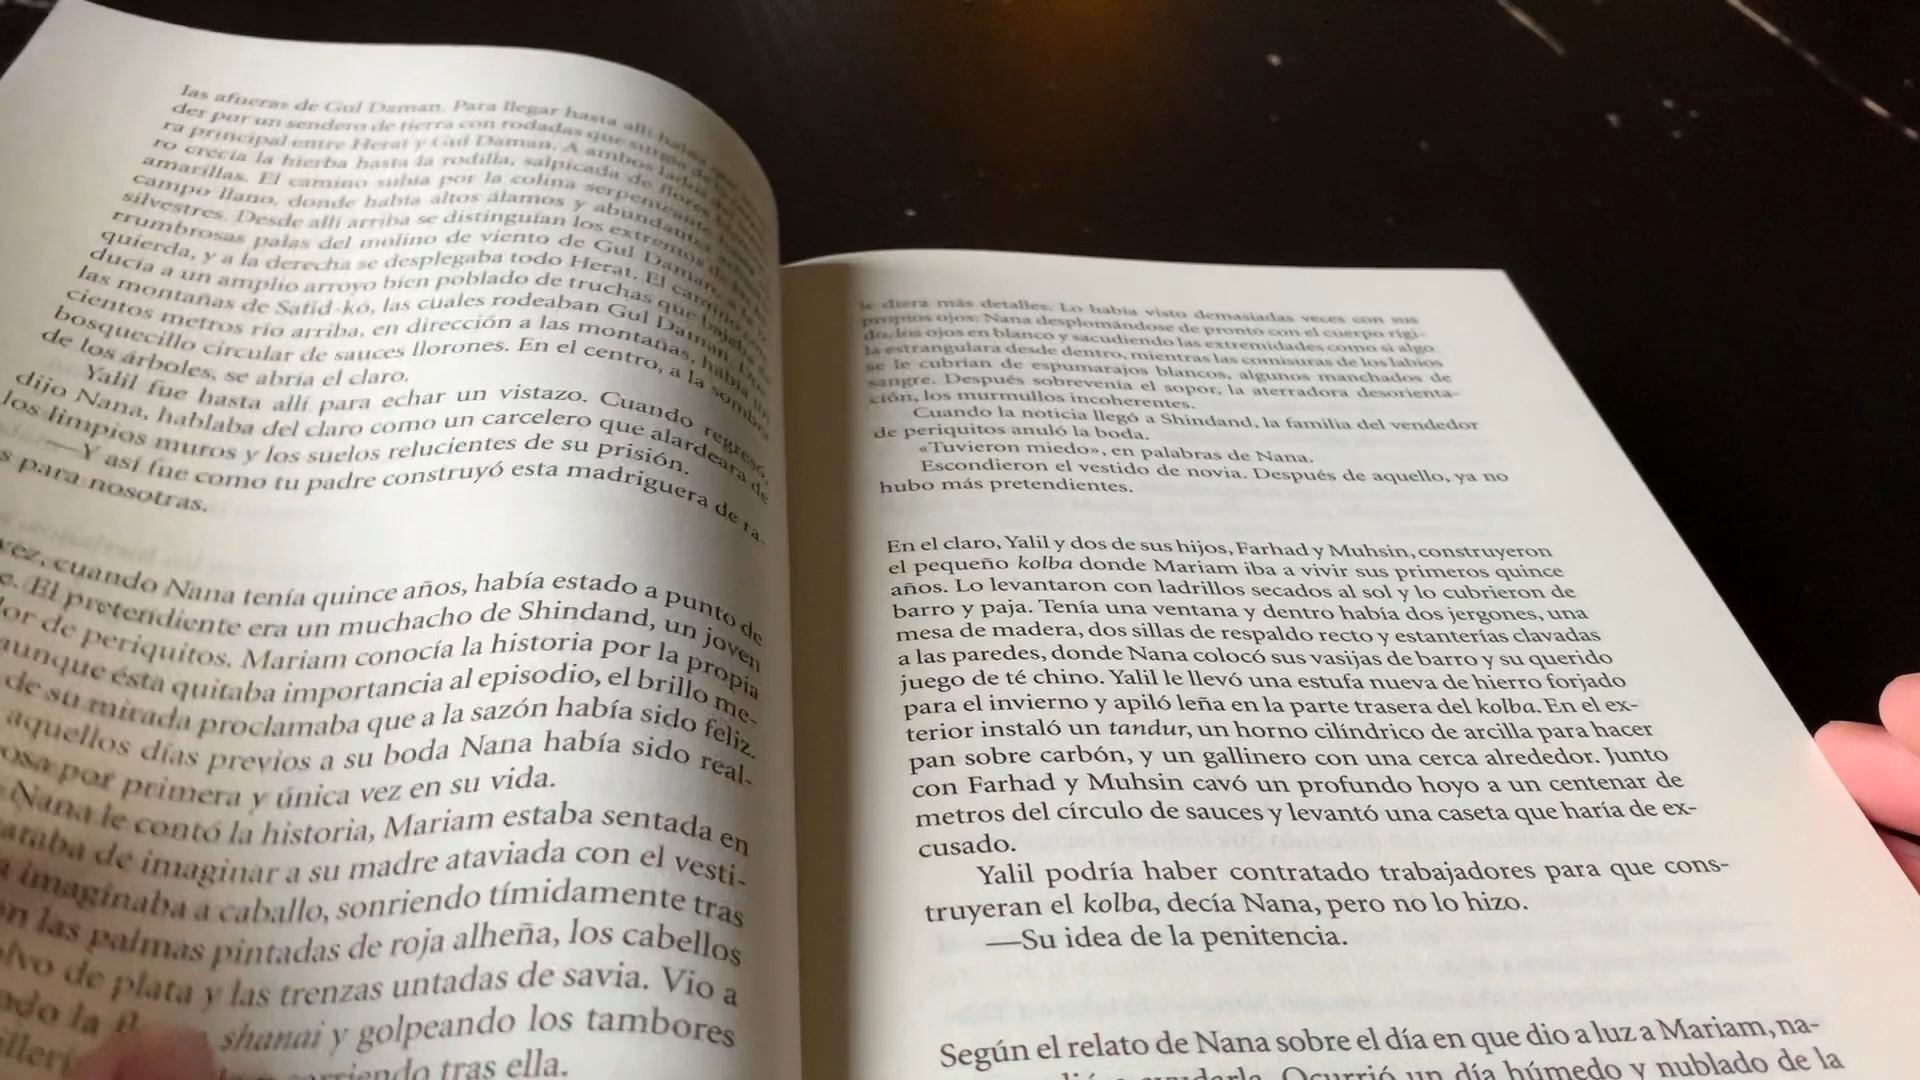 las afueras de Gul Daman. Para llegar hasta allí había
der por un sendero de tierra con rodadas que surgía de
ra principal entre Herat y Gul Daman. A ambos lados del
ro crecía la hierba hasta la rodilla, salpicada de flores
amarillas. El camino subía por la colina serpenteante
campo llano, donde había altos álamos y abundantes
silvestres. Desde allí arriba se distinguían los extremos de
rrumbrosas palas del molino de viento de Gul Daman, a la
quierda, y a la derecha se desplegaba todo Herat. El camino
ducía a un amplio arroyo bien poblado de truchas que bajaba
las montañas de Safid-kó, las cuales rodeaban Gul Daman.
cientos metros río arriba, en dirección a las montañas, había un
bosquecillo circular de sauces llorones. En el centro, a la sombra
de los árboles, se abría el claro.
Yalil fue hasta allí para echar un vistazo. Cuando regresó,
dijo Nana, hablaba del claro como un carcelero que alardeara de
los limpios muros y los suelos relucientes de su prisión.
—Y así fue como tu padre construyó esta madriguera de ra-
s para nosotras.
vez, cuando Nana tenía quince años, había estado a punto de
e. El pretendiente era un muchacho de Shindand, un joven
dor de periquitos. Mariam conocía la historia por la propia
aunque ésta quitaba importancia al episodio, el brillo me-
de su mirada proclamaba que a la sazón había sido feliz.
aquellos días previos a su boda Nana había sido real-
osa por primera y única vez en su vida.
Nana le contó la historia, Mariam estaba sentada en
taba de imaginar a su madre ataviada con el vesti-
imaginaba a caballo, sonriendo tímidamente tras
n las palmas pintadas de roja alheña, los cabellos
lvo de plata y las trenzas untadas de savia. Vio a
ndo la shanai y golpeando los tambores
corriendo tras ella.
le diera más detalles. Lo había visto demasiadas veces con sus
propios ojos: Nana desplomándose de pronto con el cuerpo rígi-
do, los ojos en blanco y sacudiendo las extremidades como si algo
la estrangulara desde dentro, mientras las comisuras de los labios
se le cubrían de espumarajos blancos, algunos manchados de
sangre. Después sobrevenía el sopor, la aterradora desorienta-
ción, los murmullos incoherentes.
Cuando la noticia llegó a Shindand, la familia del vendedor
de periquitos anuló la boda.
«Tuvieron miedo», en palabras de Nana.
Escondieron el vestido de novia. Después de aquello, ya no
hubo más pretendientes.
En el claro, Yalil y dos de sus hijos, Farhad y Muhsin, construyeron
el pequeño kolba donde Mariam iba a vivir sus primeros quince
años. Lo levantaron con ladrillos secados al sol y lo cubrieron de
barro y paja. Tenía una ventana y dentro había dos jergones, una
mesa de madera, dos sillas de respaldo recto y estanterías clavadas
a las paredes, donde Nana colocó sus vasijas de barro y su querido
juego de té chino. Yalil le llevó una estufa nueva de hierro forjado
para el invierno y apiló leña en la parte trasera del kolba. En el ex-
terior instaló un tandur, un horno cilíndrico de arcilla para hacer
pan sobre carbón, y un gallinero con una cerca alrededor. Junto
con Farhad y Muhsin cavó un profundo hoyo a un centenar de
metros del círculo de sauces y levantó una caseta que haría de ex-
cusado.
Yalil podría haber contratado trabajadores para que cons-
truyeran el kolba, decía Nana, pero no lo hizo.
—Su idea de la penitencia.
Según el relato de Nana sobre el día en que dio a luz a Mariam, na-
Ocurrió un día húmedo y nublado de la